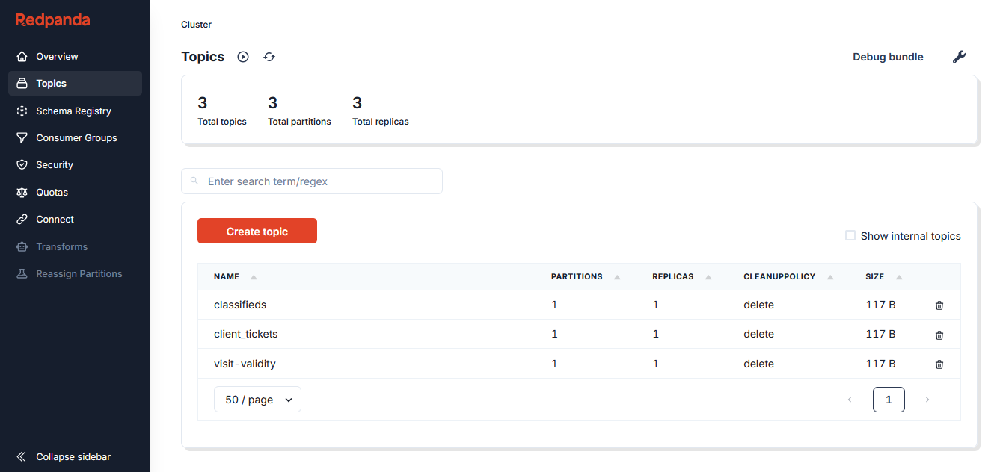 Redpanda
Overview
Topics
Schema Registry
Consumer Groups
Security
Quotas
Connect
Transforms
Reassign Partitions
Collapse sidebar
Cluster
Topics
Debug bundle
3 3 3
Total topics Total partitions Total replicas
Enter search term/regex
Create topic
Show internal topics
NAME PARTITIONS REPLICAS CLEANUPPOLICY SIZE
classifieds 1 1 delete 117 B
client_tickets 1 1 delete 117 B
visit-validity 1 1 delete 117 B
50 / page 1